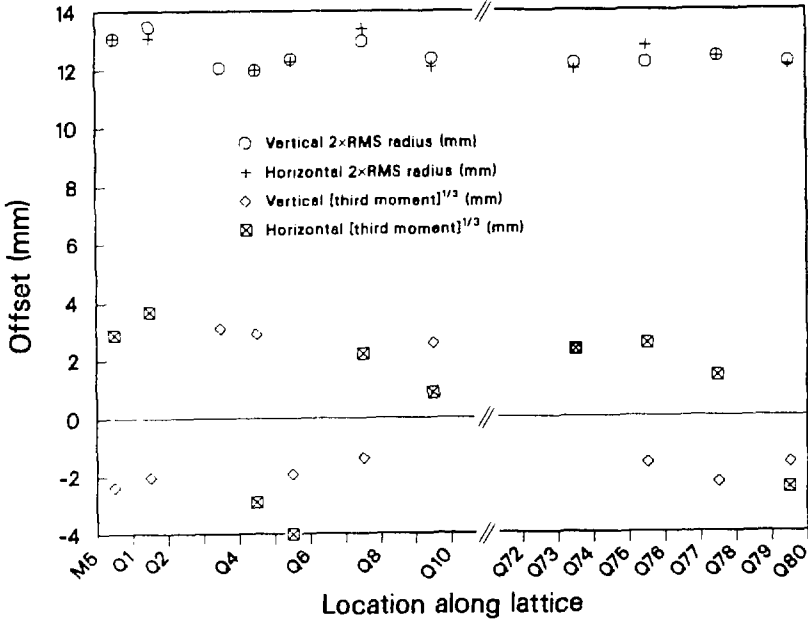 14
12
10
8
6
4
2
0
-2
-4
Offset (mm)
Vertical 2×RMS radius (mm)
Horizontal 2×RMS radius (mm)
Vertical [third moment]1/3 (mm)
Horizontal [third moment]1/3 (mm)
M5 Q1 Q2 Q4 Q6 Q8 Q10 Q72 Q73 Q74 Q75 Q76 Q77 Q78 Q79 Q80
Location along lattice